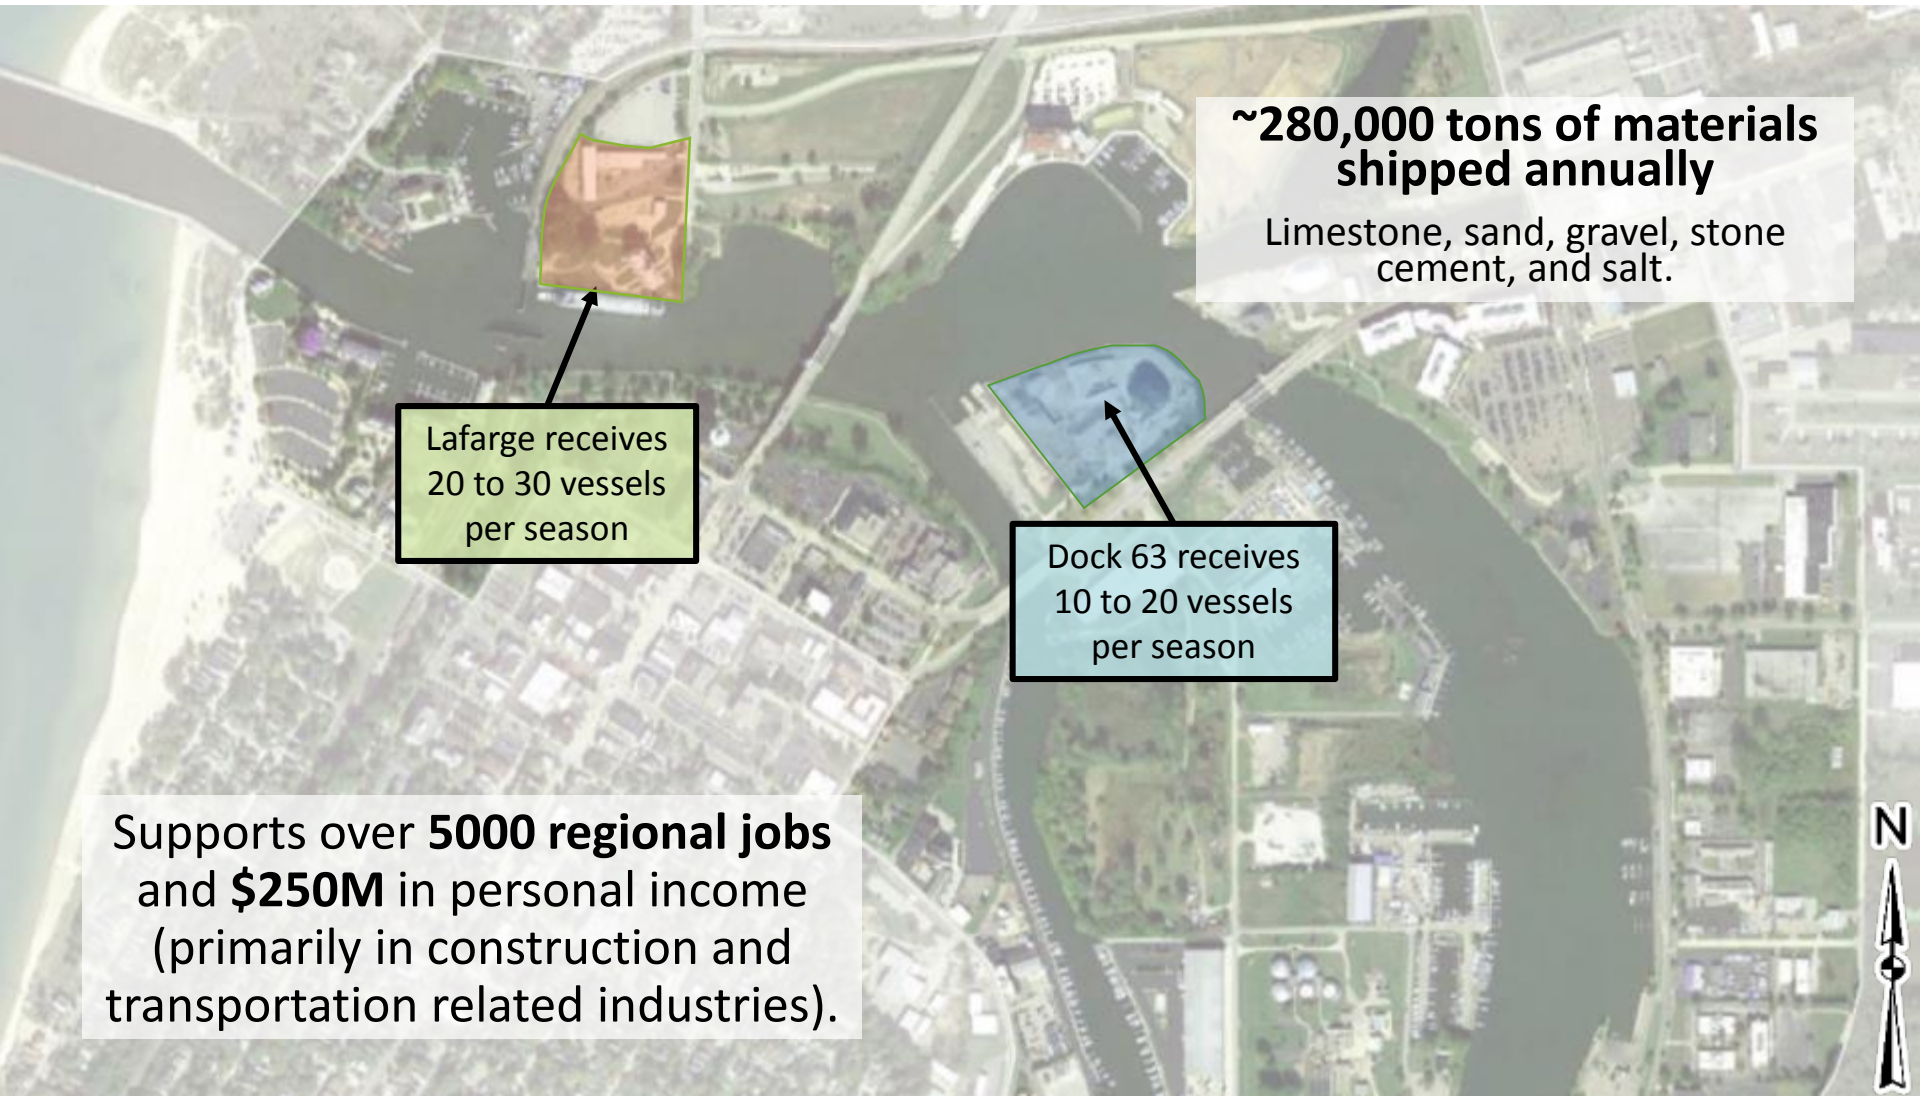 ~280,000 tons of materials
shipped annually
Limestone, sand, gravel, stone
cement, and salt.
Lafarge receives
20 to 30 vessels
per season
Dock 63 receives
10 to 20 vessels
per season
Supports over 5000 regional jobs
and $250M in personal income
(primarily in construction and
transportation related industries).
N